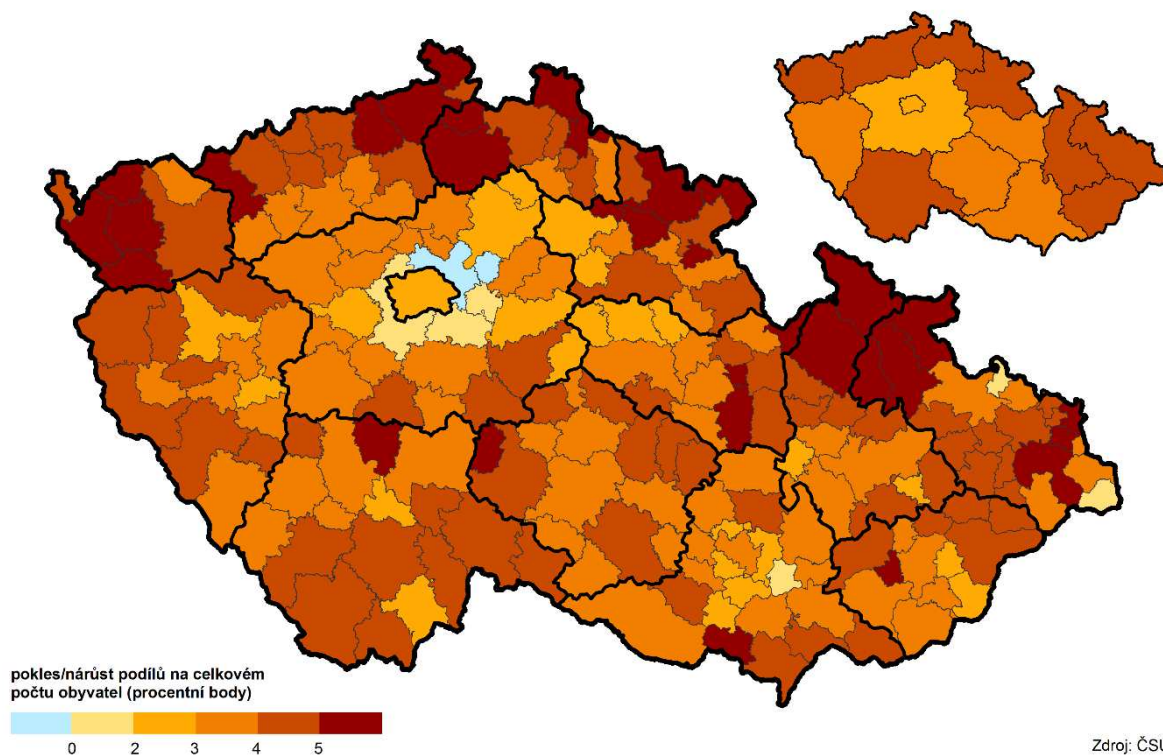 pokles/nárůst podílů na celkovém
počtu obyvatel (procentní body)
0 2 3 4 5
Zdroj: ČSÚ